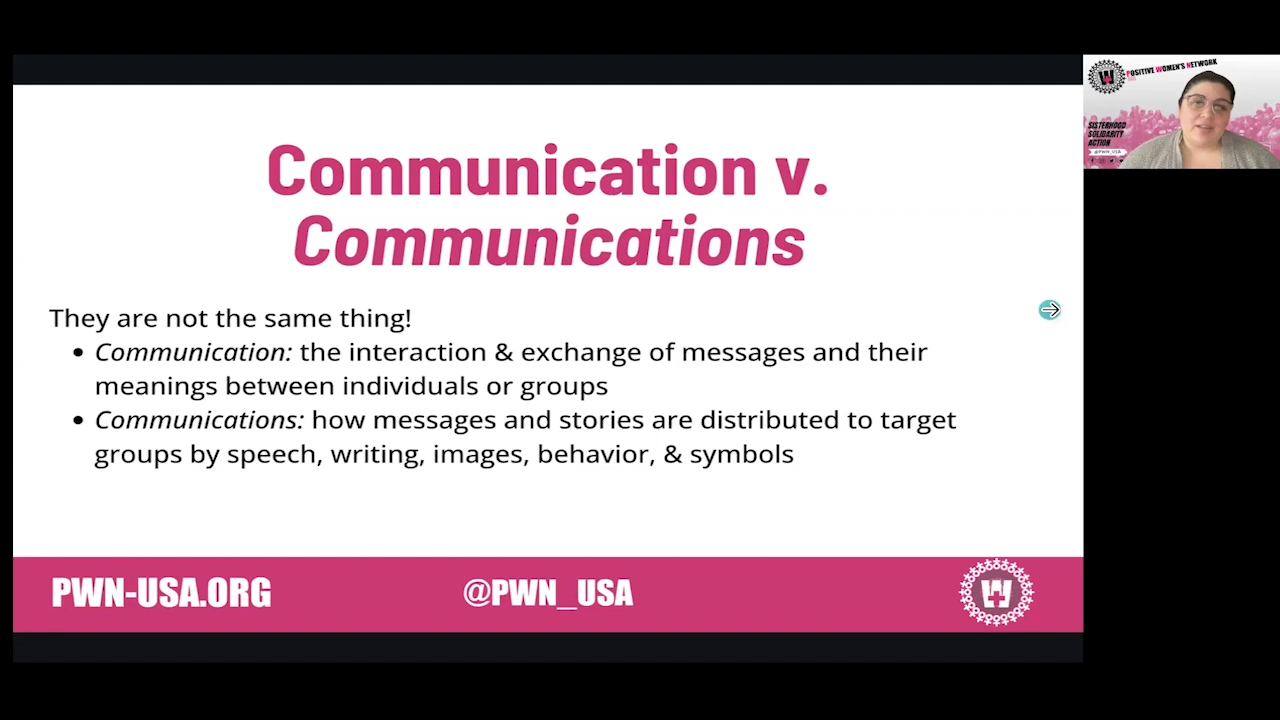 Communication v.
Communications
They are not the same thing!
• Communication: the interaction & exchange of messages and their
meanings between individuals or groups
• Communications: how messages and stories are distributed to target
groups by speech, writing, images, behavior, & symbols
PWN-USA.ORG
@PWN_USA
W
POSITIVE WOMEN'S NETWORK
SISTERHOOD
SOLIDARITY
ACTION
@PWN_USA